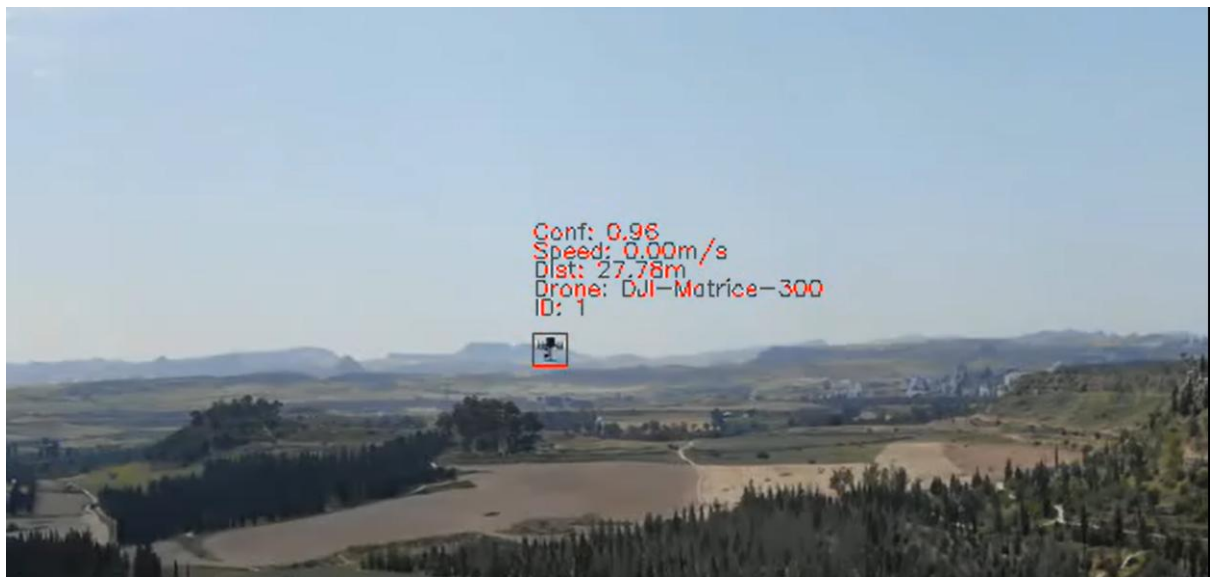 Conf: 0.96
Speed: 0.00m/s
Dist: 27.78m
Drone: DJI-Matrice-300
ID: 1